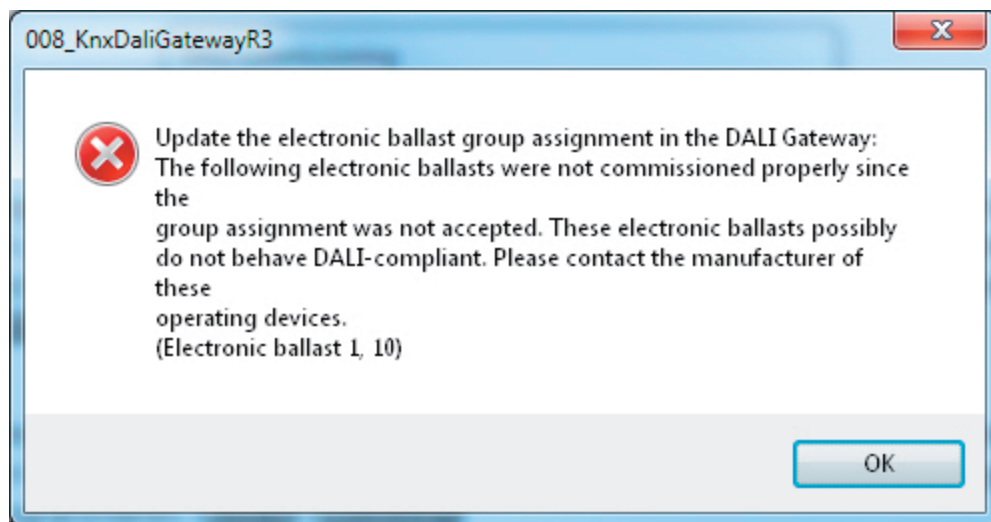 008_KnxDaliGatewayR3
Update the electronic ballast group assignment in the DALI Gateway:
The following electronic ballasts were not commissioned properly since
the
group assignment was not accepted. These electronic ballasts possibly
do not behave DALI-compliant. Please contact the manufacturer of
these
operating devices.
(Electronic ballast 1, 10)
OK